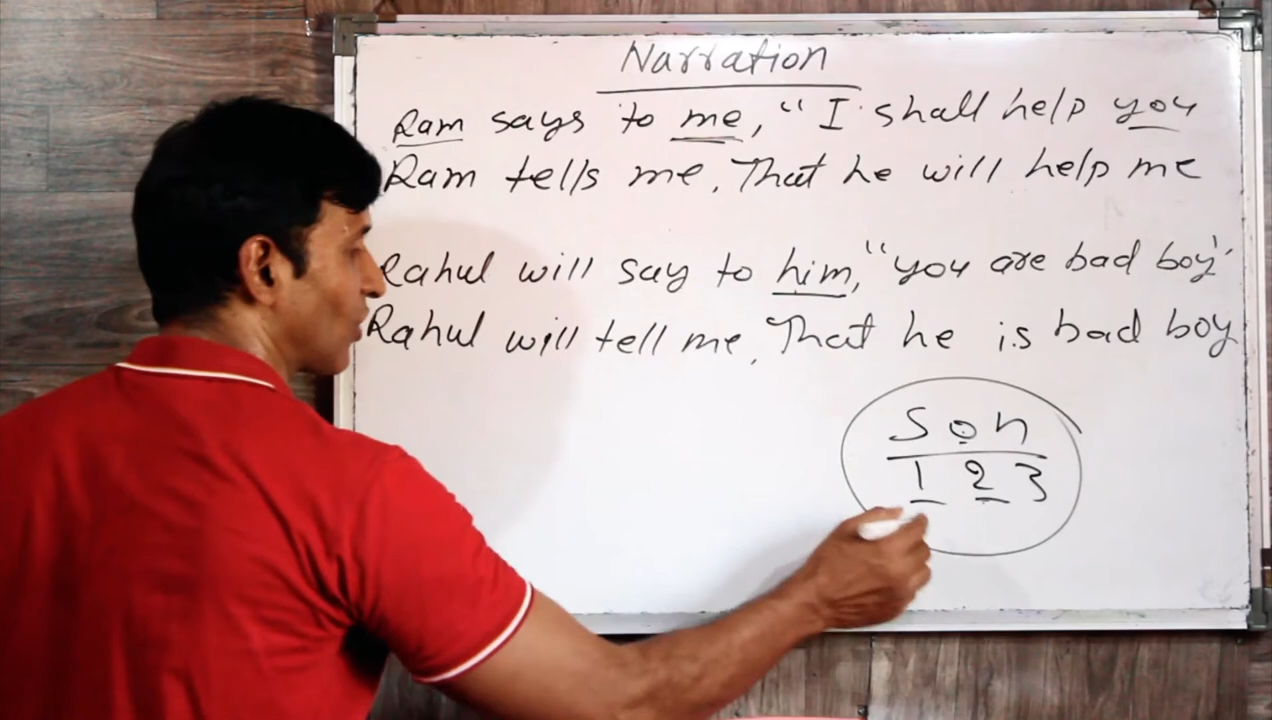 Narration
Ram says to me, "I shall help you
Ram tells me, That he will help me
Rahul will say to him, "you are bad boy"
Rahul will tell me, That he is bad boy
SON
1 2 3